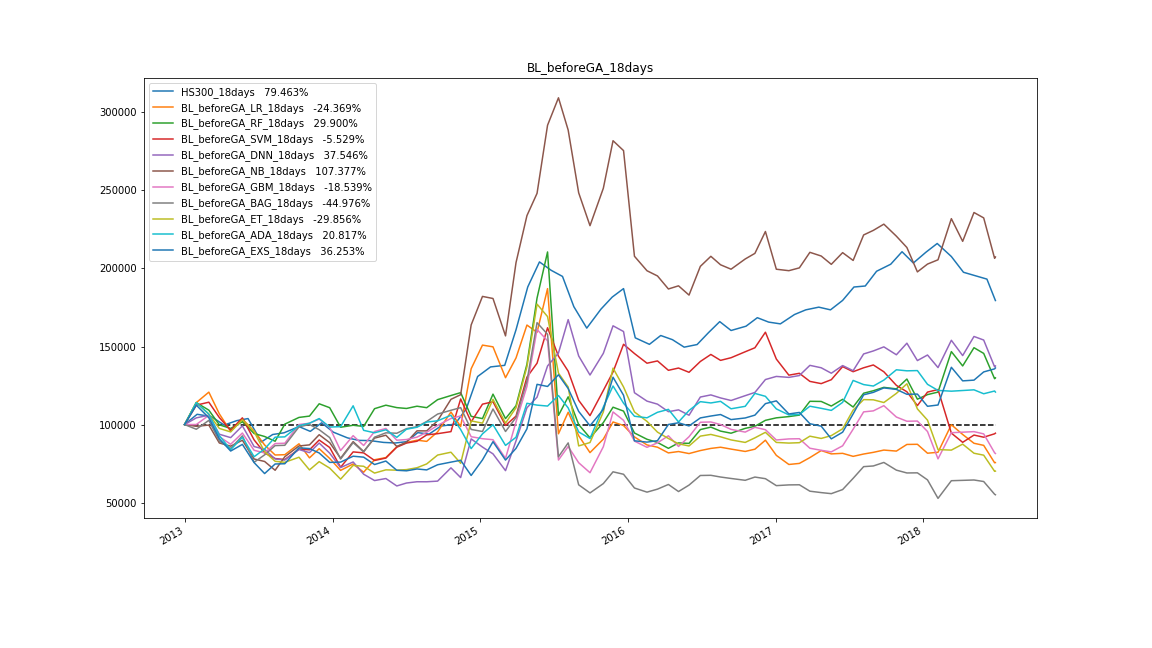 BL_beforeGA_18days
HS300_18days 79.463%
BL_beforeGA_LR_18days -24.369%
BL_beforeGA_RF_18days 29.900%
BL_beforeGA_SVM_18days -5.529%
BL_beforeGA_DNN_18days 37.546%
BL_beforeGA_NB_18days 107.377%
BL_beforeGA_GBM_18days -18.539%
BL_beforeGA_BAG_18days -44.976%
BL_beforeGA_ET_18days -29.856%
BL_beforeGA_ADA_18days 20.817%
BL_beforeGA_EXS_18days 36.253%
300000
250000
200000
150000
100000
50000
2013 2014 2015 2016 2017 2018